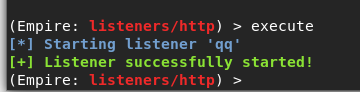 (Empire: listeners/http) > execute
[*] Starting listener 'qq'
[+] Listener successfully started!
(Empire: listeners/http) >